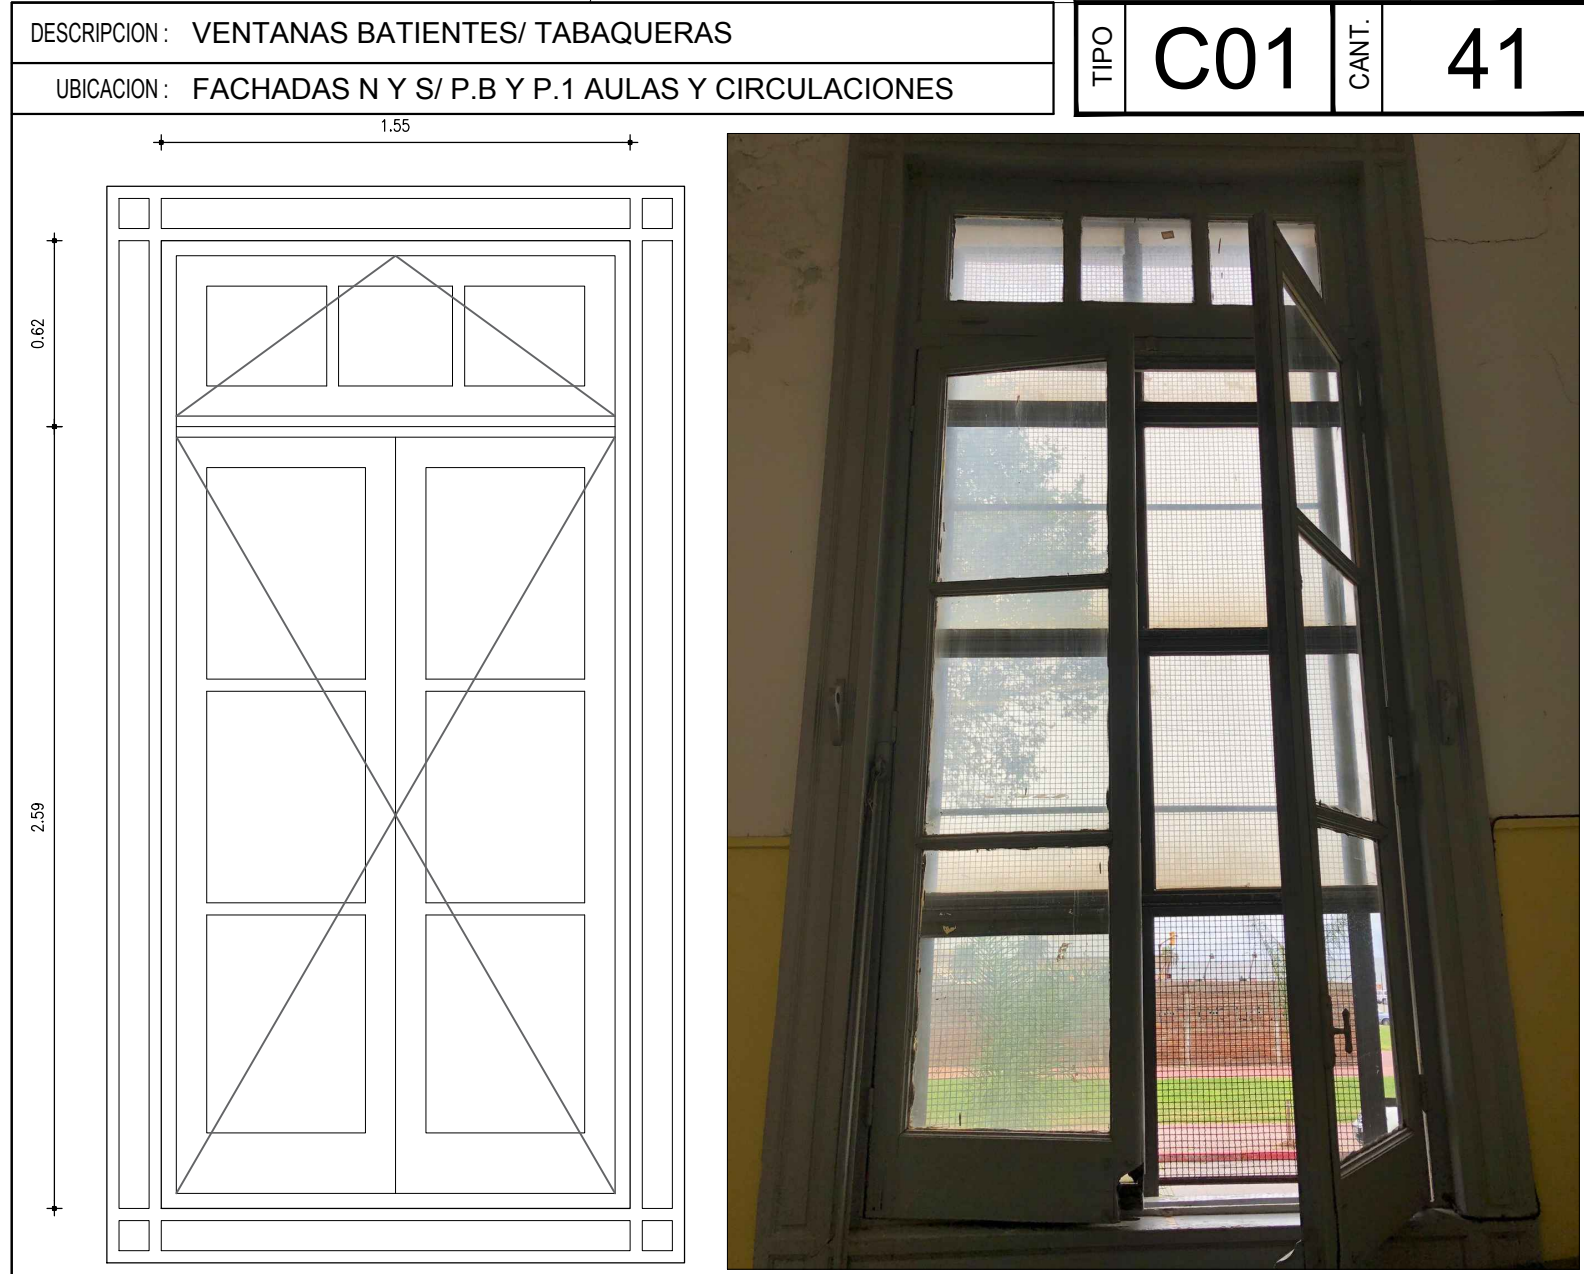 DESCRIPCION : VENTANAS BATIENTES/ TABAQUERAS
UBICACION : FACHADAS N Y S/ P.B Y P.1 AULAS Y CIRCULACIONES
TIPO C01 CANT. 41
1.55
0.62
2.59